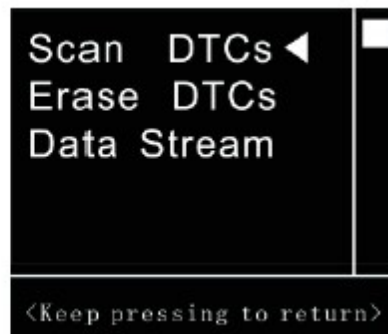 Scan DTCs
Erase DTCs
Data Stream
<Keep pressing to return>